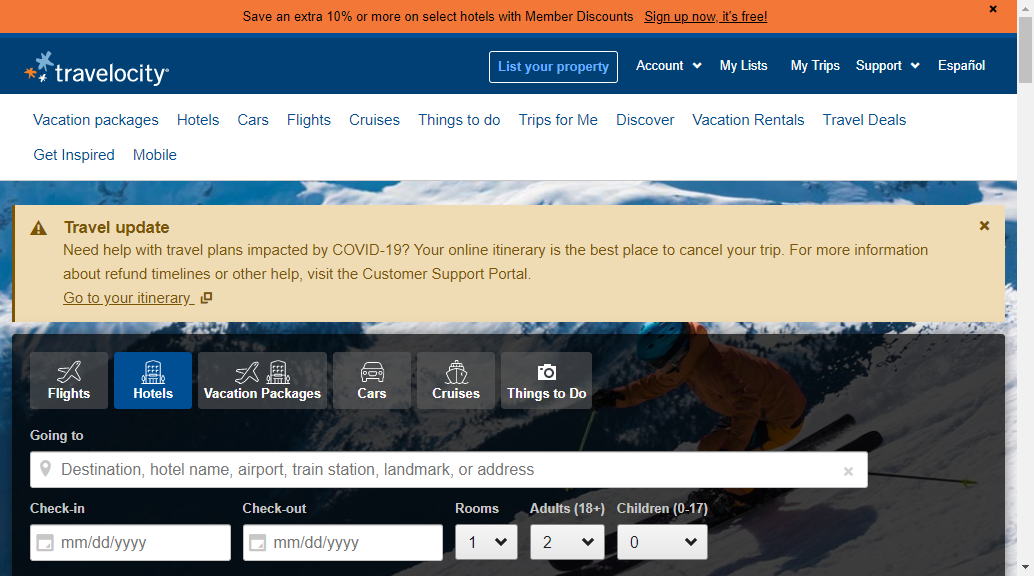 Save an extra 10% or more on select hotels with Member Discounts Sign up now, it's free!
travelocity
List your property Account My Lists My Trips Support Español
Vacation packages Hotels Cars Flights Cruises Things to do Trips for Me Discover Vacation Rentals Travel Deals
Get Inspired Mobile
Travel update
Need help with travel plans impacted by COVID-19? Your online itinerary is the best place to cancel your trip. For more information
about refund timelines or other help, visit the Customer Support Portal.
Go to your itinerary
Flights Hotels Vacation Packages Cars Cruises Things to Do
Going to
Destination, hotel name, airport, train station, landmark, or address
Check-in Check-out Rooms Adults (18+) Children (0-17)
mm/dd/yyyy mm/dd/yyyy 1 2 0